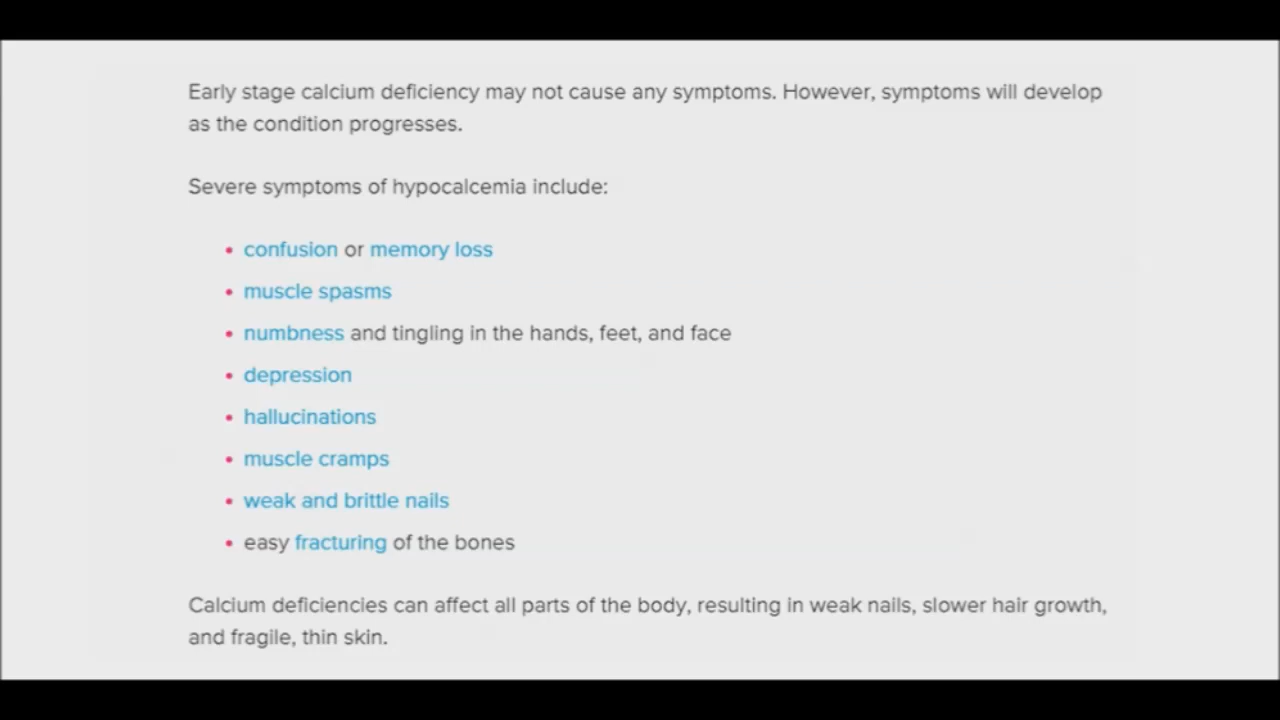 Early stage calcium deficiency may not cause any symptoms. However, symptoms will develop
as the condition progresses.
Severe symptoms of hypocalcemia include:
• confusion or memory loss
• muscle spasms
• numbness and tingling in the hands, feet, and face
• depression
• hallucinations
• muscle cramps
• weak and brittle nails
• easy fracturing of the bones
Calcium deficiencies can affect all parts of the body, resulting in weak nails, slower hair growth,
and fragile, thin skin.